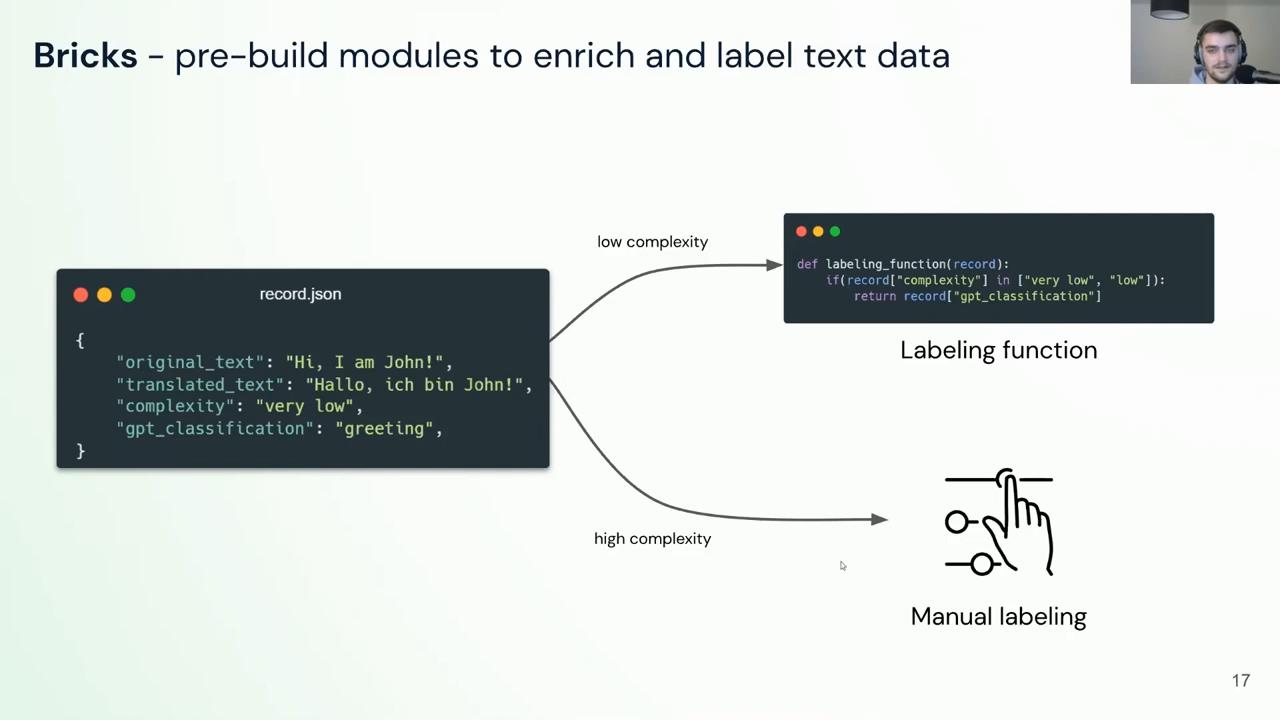 Bricks - pre-build modules to enrich and label text data
record.json
{
"original_text": "Hi, I am John!",
"translated_text": "Hallo, ich bin John!",
"complexity": "very low",
"gpt_classification": "greeting",
}
low complexity
def labeling_function(record):
if(record["complexity"] in ["very low", "low"]):
return record["gpt_classification"]
Labeling function
high complexity
Manual labeling
17